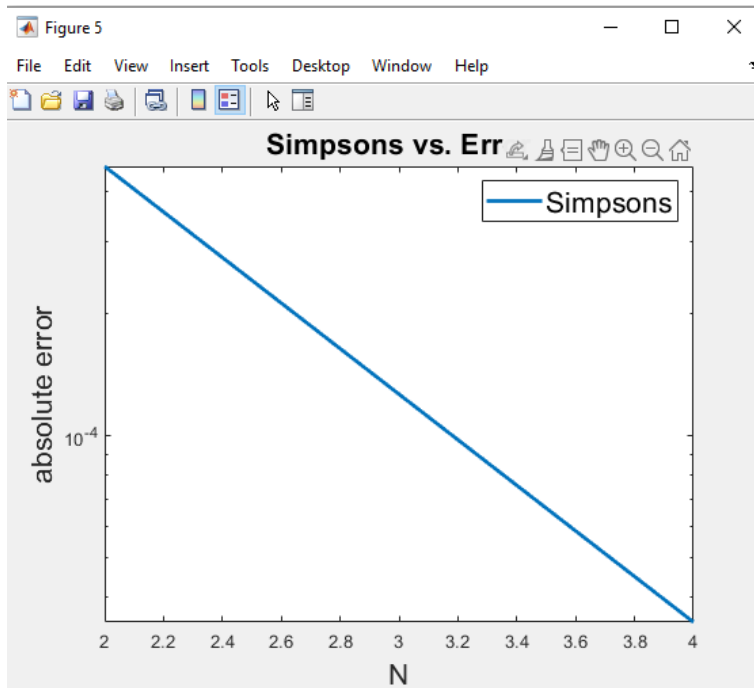 Figure 5
File Edit View Insert Tools Desktop Window Help
Simpsons vs. Err
Simpsons
absolute error
10^-4
2 2.2 2.4 2.6 2.8 3 3.2 3.4 3.6 3.8 4
N